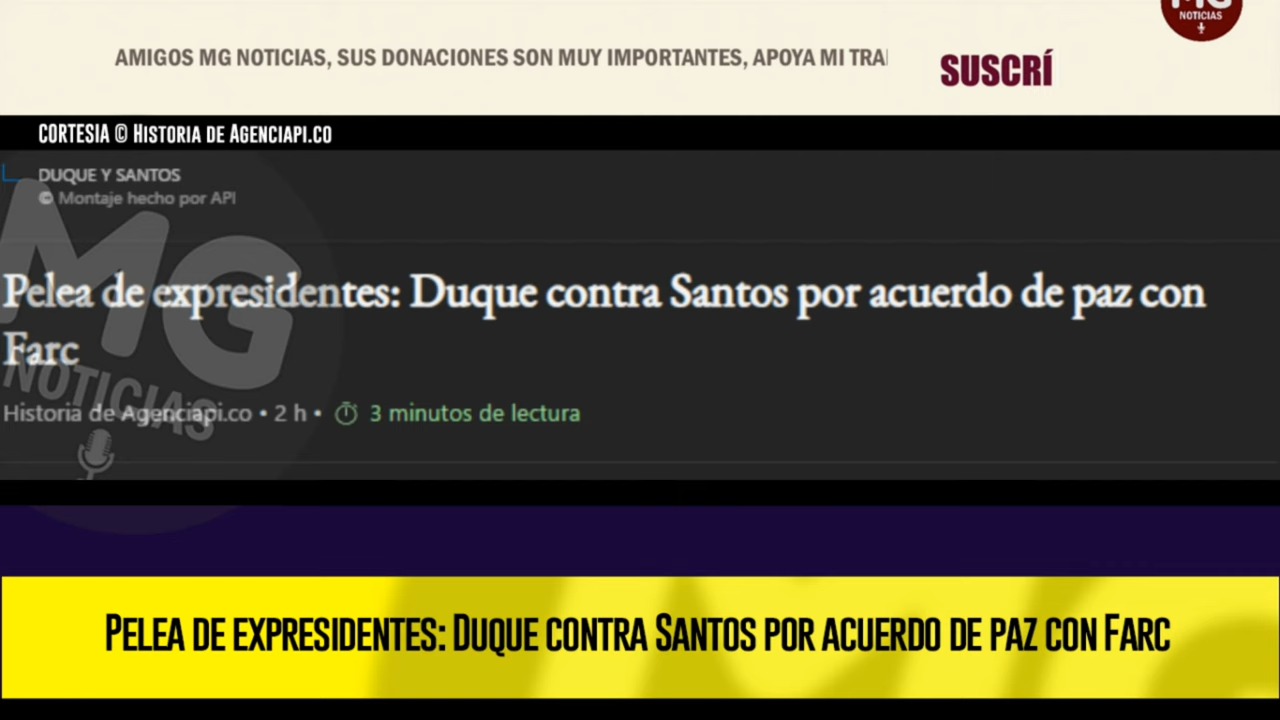 MG
NOTICIAS
AMIGOS MG NOTICIAS, SUS DONACIONES SON MUY IMPORTANTES, APOYA MI TRA
SUSCRÍ
CORTESIA © HISTORIA DE AGENCIAPI.CO
DUQUE Y SANTOS
© Montaje hecho por API
Pelea de expresidentes: Duque contra Santos por acuerdo de paz con
Farc
Historia de Agenciapi.co • 2 h • 3 minutos de lectura
MG
NOTICIAS
PELEA DE EXPRESIDENTES: DUQUE CONTRA SANTOS POR ACUERDO DE PAZ CON FARC